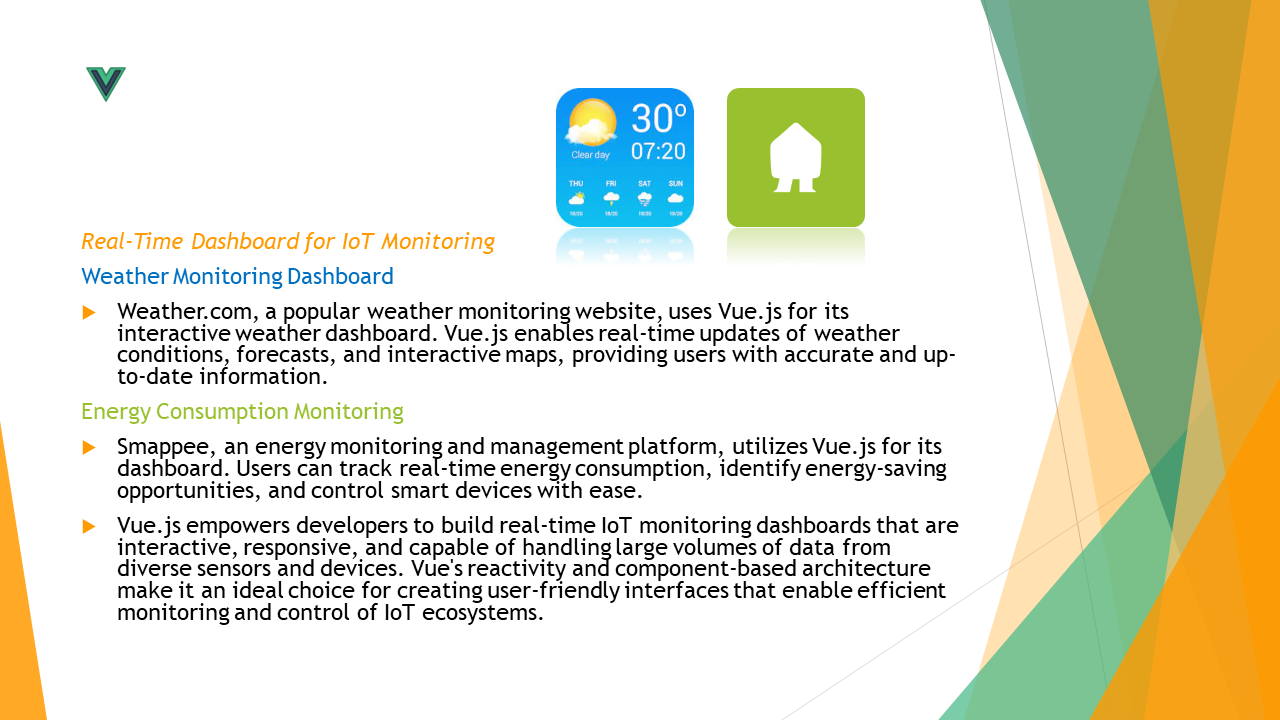 30°
07:20
Clear day
THU FRI SAT SUN
Real-Time Dashboard for IoT Monitoring
Weather Monitoring Dashboard
Weather.com, a popular weather monitoring website, uses Vue.js for its
interactive weather dashboard. Vue.js enables real-time updates of weather
conditions, forecasts, and interactive maps, providing users with accurate and up-
to-date information.
Energy Consumption Monitoring
Smappee, an energy monitoring and management platform, utilizes Vue.js for its
dashboard. Users can track real-time energy consumption, identify energy-saving
opportunities, and control smart devices with ease.
Vue.js empowers developers to build real-time IoT monitoring dashboards that are
interactive, responsive, and capable of handling large volumes of data from
diverse sensors and devices. Vue's reactivity and component-based architecture
make it an ideal choice for creating user-friendly interfaces that enable efficient
monitoring and control of IoT ecosystems.